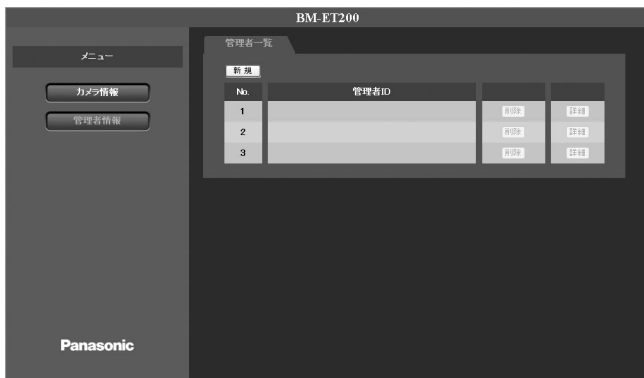 BM-ET200
メニュー
カメラ情報
管理者情報
管理者一覧
新規
No. 管理者ID
1 削除 詳細
2 削除 詳細
3 削除 詳細
Panasonic